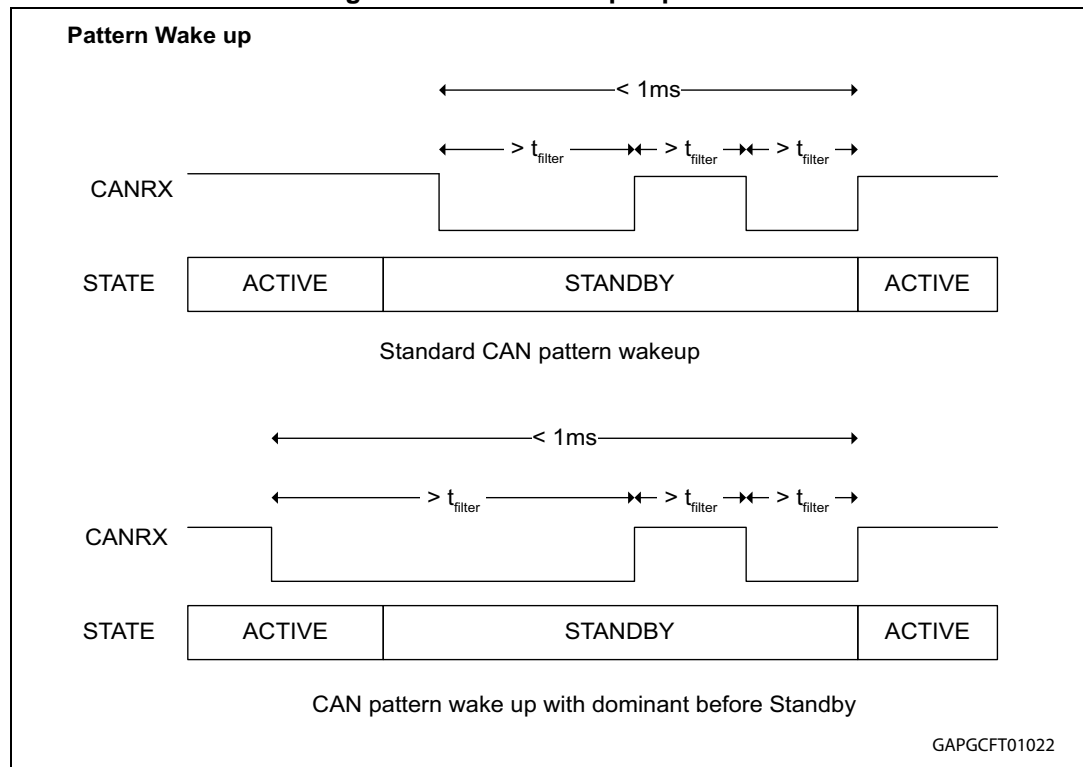 Pattern Wake up
< 1ms
> tfilter > tfilter > tfilter
CANRX
STATE ACTIVE STANDBY ACTIVE
Standard CAN pattern wakeup
< 1ms
> tfilter > tfilter > tfilter
CANRX
STATE ACTIVE STANDBY ACTIVE
CAN pattern wake up with dominant before Standby
GAPGCFT01022